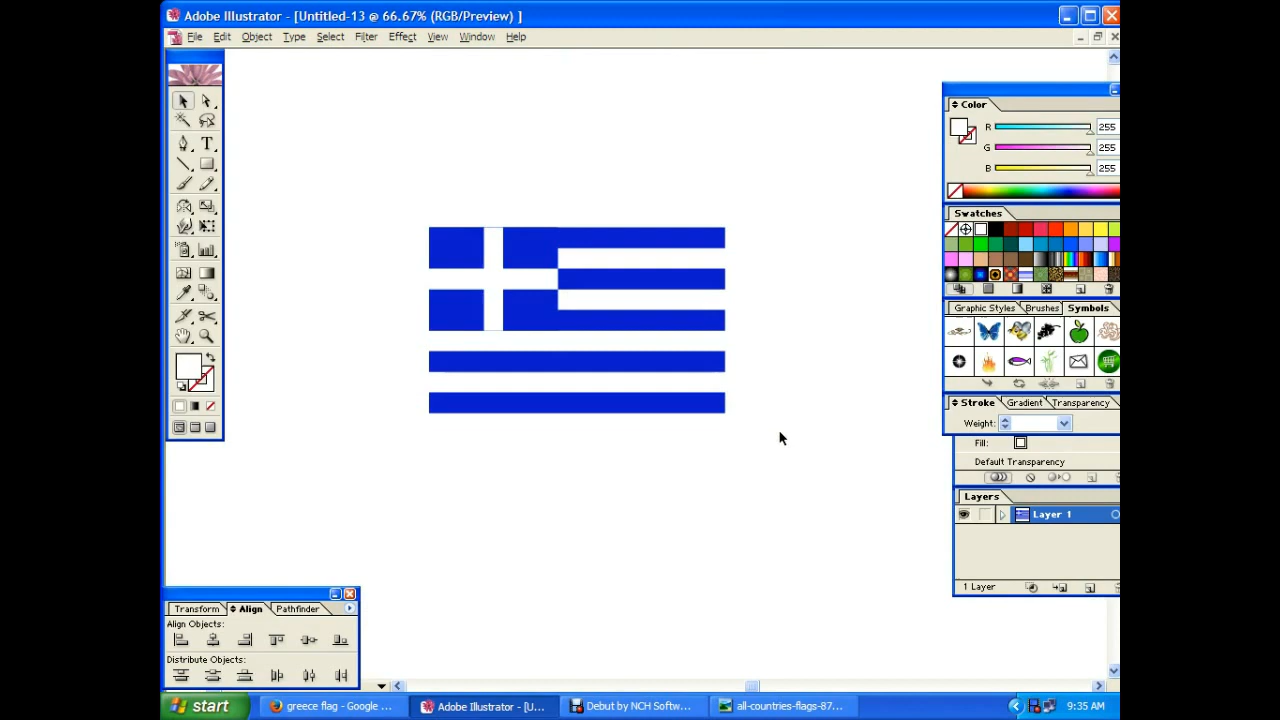 Adobe Illustrator - [Untitled-13 @ 66.67% (RGB/Preview) ]
File Edit Object Type Select Filter Effect View Window Help
Color
R 255
G 255
B 255
Swatches
Graphic Styles Brushes Symbols
Stroke Gradient Transparency
Weight:
Fill:
Default Transparency
Layers
Layer 1
1 Layer
Transform Align Pathfinder
Align Objects:
Distribute Objects:
start greece flag - Google ... Adobe Illustrator - [U... Debut by NCH Softw... all-countries-flags-87... 9:35 AM